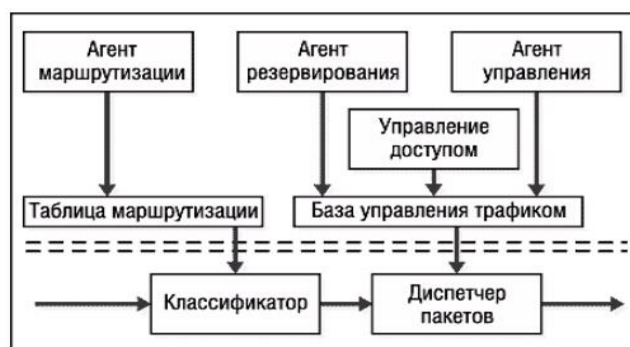 Агент
маршрутизации
Агент
резервирования
Агент
управления
Управление
доступом
Таблица маршрутизации
База управления трафиком
Классификатор
Диспетчер
пакетов